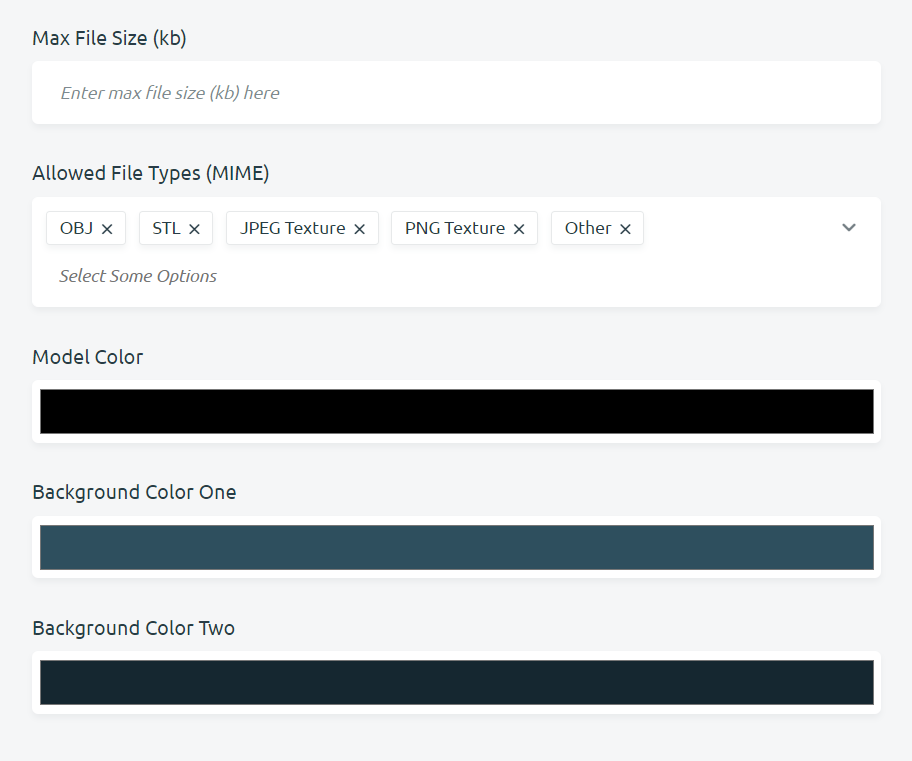 Max File Size (kb)
Enter max file size (kb) here
Allowed File Types (MIME)
OBJ × STL × JPEG Texture × PNG Texture × Other ×
Select Some Options
Model Color
Background Color One
Background Color Two